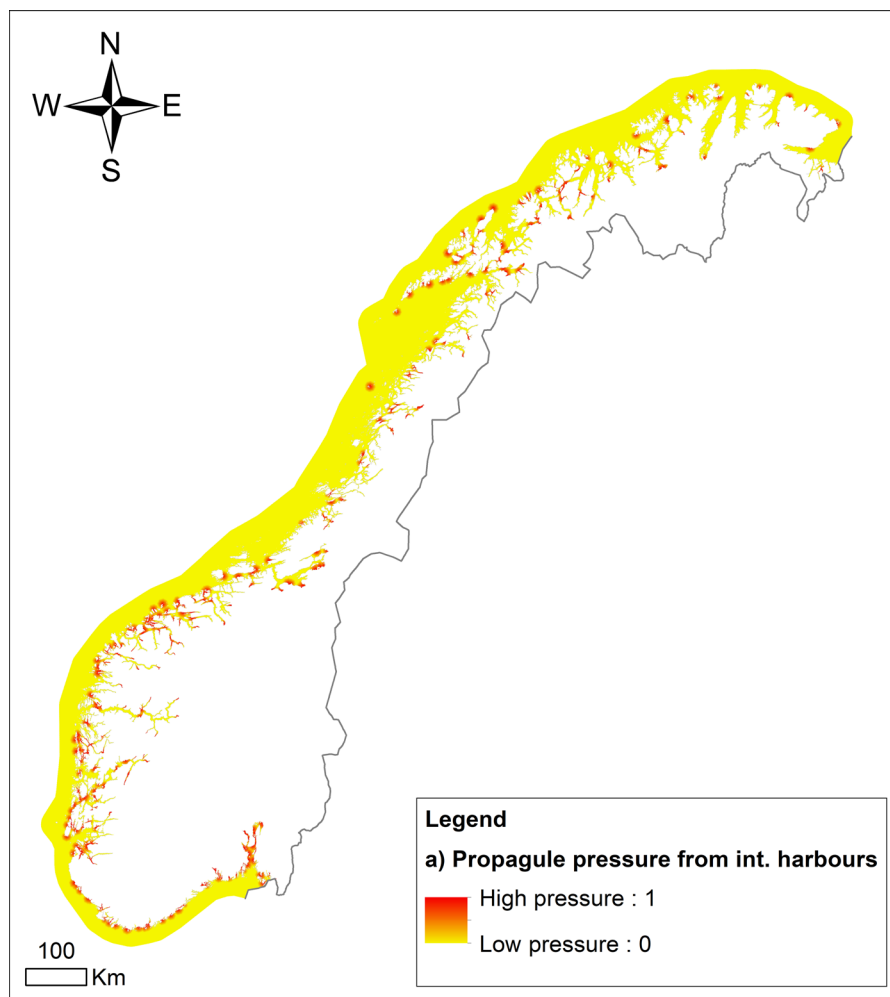 N
W E
S
Legend
a) Propagule pressure from int. harbours
High pressure : 1
Low pressure : 0
100
Km